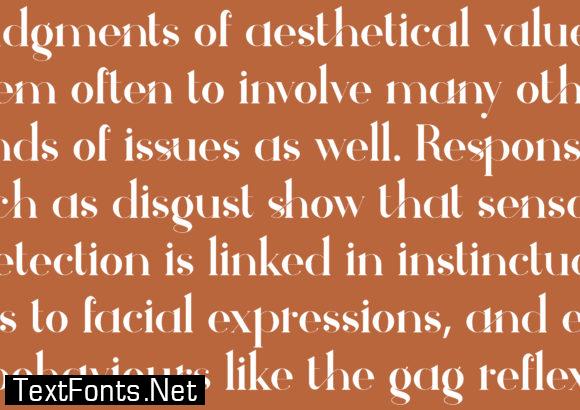 udgments of aesthetical value
em often to involve many oth
nds of issues as well. Respons
ch as disgust show that senso
etection is linked in instinctu
s to facial expressions, and e
behaviours like the gag reflex
TextFonts.Net